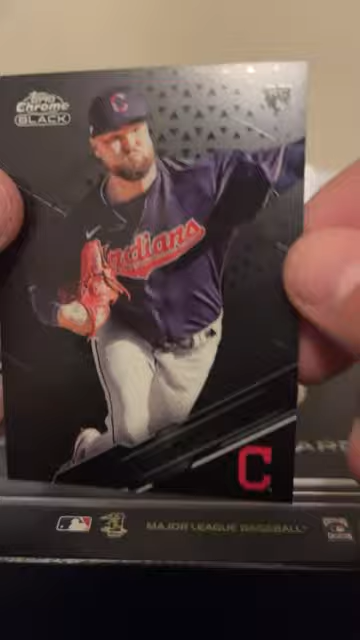 Topps
Chrome
BLACK
C
Indians
C
MAJOR LEAGUE BASEBALL